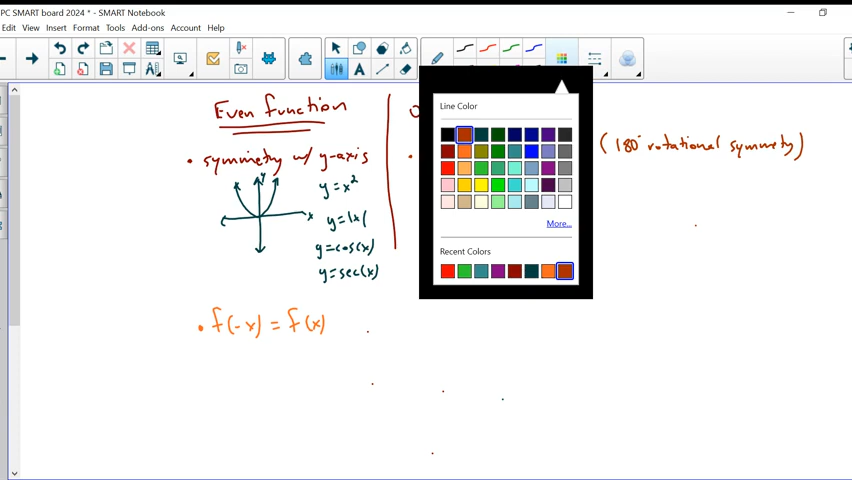 PC SMART board 2024 * - SMART Notebook
Edit View Insert Format Tools Add-ons Account Help
Line Color
More...
Recent Colors
Even function
• symmetry w/ y-axis
y
x
y=x²
y=|x|
y=cos(x)
y=sec(x)
• f(-x) = f(x)
(180° rotational symmetry)